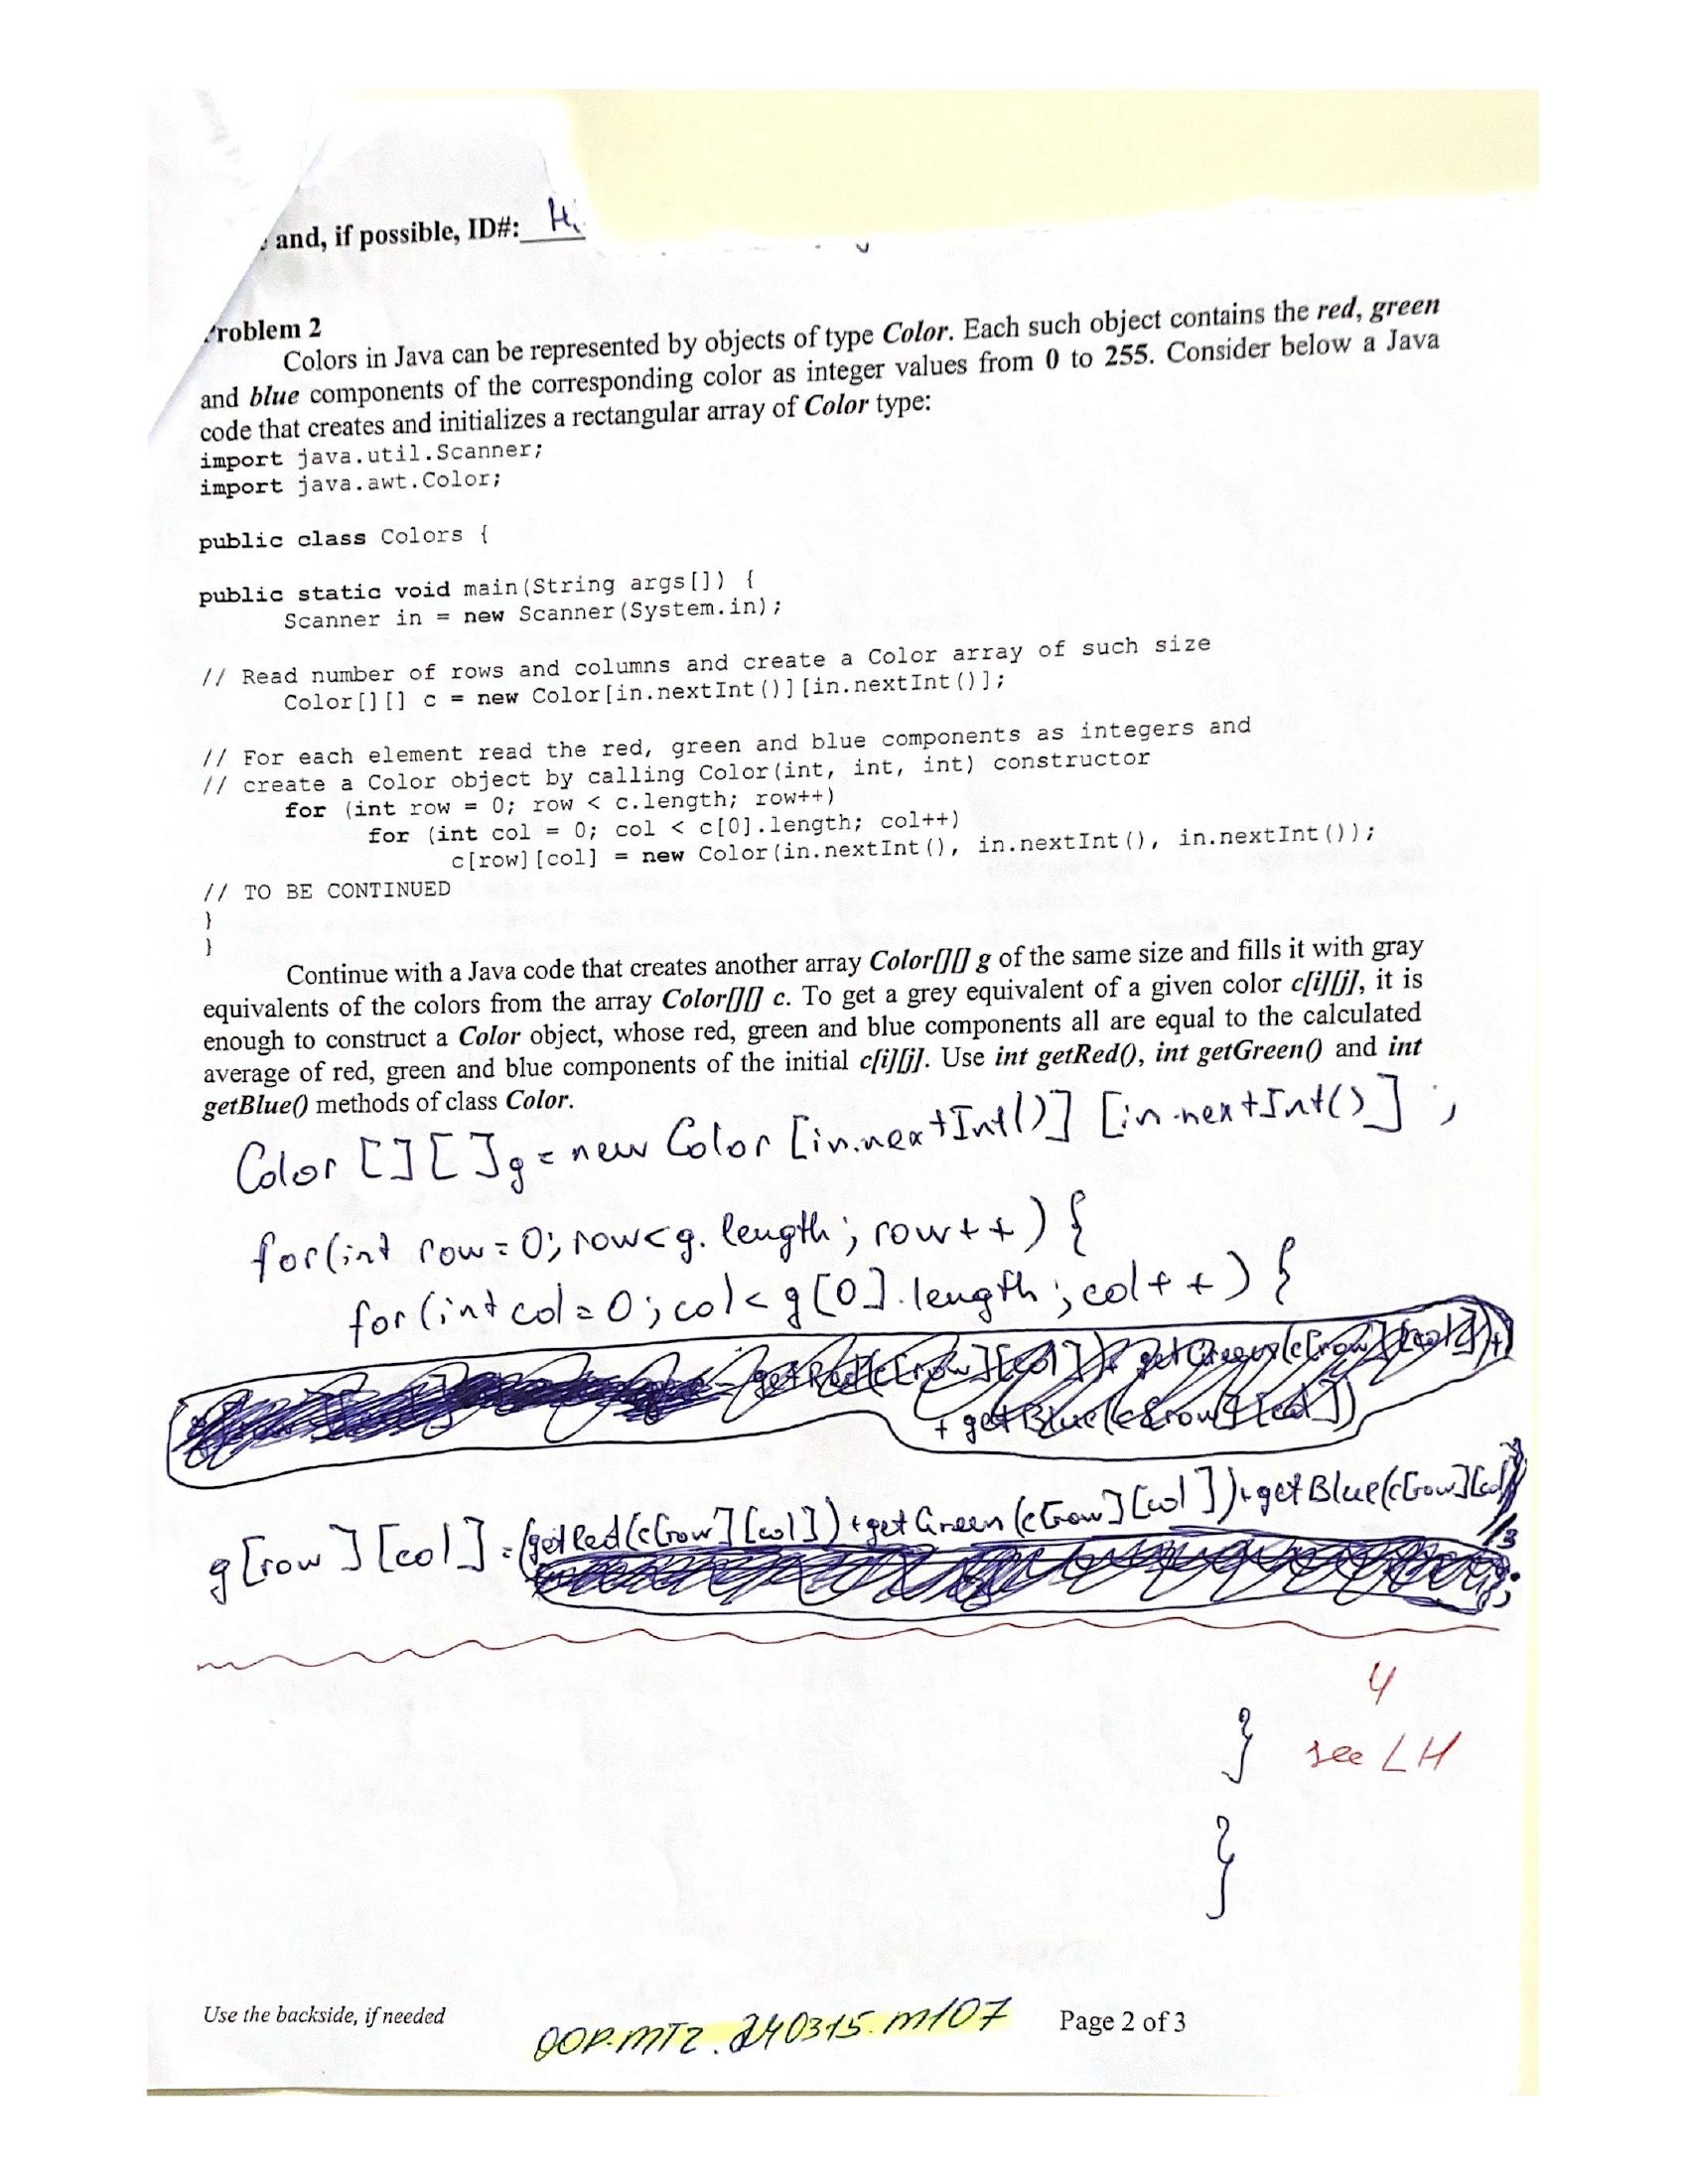 and, if possible, ID#: Hi
roblem 2
Colors in Java can be represented by objects of type Color. Each such object contains the red, green
and blue components of the corresponding color as integer values from 0 to 255. Consider below a Java
code that creates and initializes a rectangular array of Color type:
import java.util.Scanner;
import java.awt.Color;
public class Colors {
public static void main(String args[]) {
Scanner in = new Scanner(System.in);
// Read number of rows and columns and create a Color array of such size
Color[][] c = new Color[in.nextInt()][in.nextInt()];
// For each element read the red, green and blue components as integers and
// create a Color object by calling Color(int, int, int) constructor
for (int row = 0; row < c.length; row++)
for (int col = 0; col < c[0].length; col++)
c[row][col] = new Color(in.nextInt(), in.nextInt(), in.nextInt());
// TO BE CONTINUED
}
}
Continue with a Java code that creates another array Color[][] g of the same size and fills it with gray
equivalents of the colors from the array Color[][] c. To get a grey equivalent of a given color c[i][j], it is
enough to construct a Color object, whose red, green and blue components all are equal to the calculated
average of red, green and blue components of the initial c[i][j]. Use int getRed(), int getGreen() and int
getBlue() methods of class Color.
Color [][]g = new Color [in.nextInt()] [in.nextInt()];
for(int row=0; row<g.length; row++) {
for(int col=0; col<g[0].length; col++) {
getRed(c[row][col])+ getGreen(c[row][col])+
+ getBlue(c[row][col])
g[row][col]=(getRed(c[row][col])+getGreen(c[row][col])+getBlue(c[row][col]))/3;
4
} see LH
}
Use the backside, if needed
OOP.MT2.240315.M107
Page 2 of 3